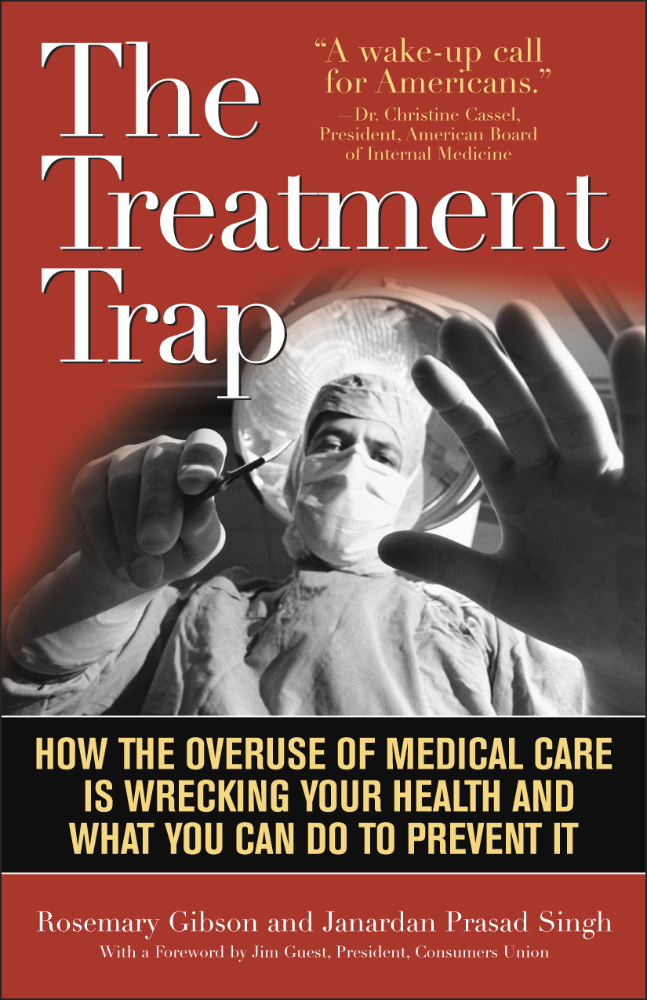 The
Treatment
Trap
“A wake-up call
for Americans.”
—Dr. Christine Cassel,
President, American Board
of Internal Medicine
HOW THE OVERUSE OF MEDICAL CARE
IS WRECKING YOUR HEALTH AND
WHAT YOU CAN DO TO PREVENT IT
Rosemary Gibson and Janardan Prasad Singh
With a Foreword by Jim Guest, President, Consumers Union